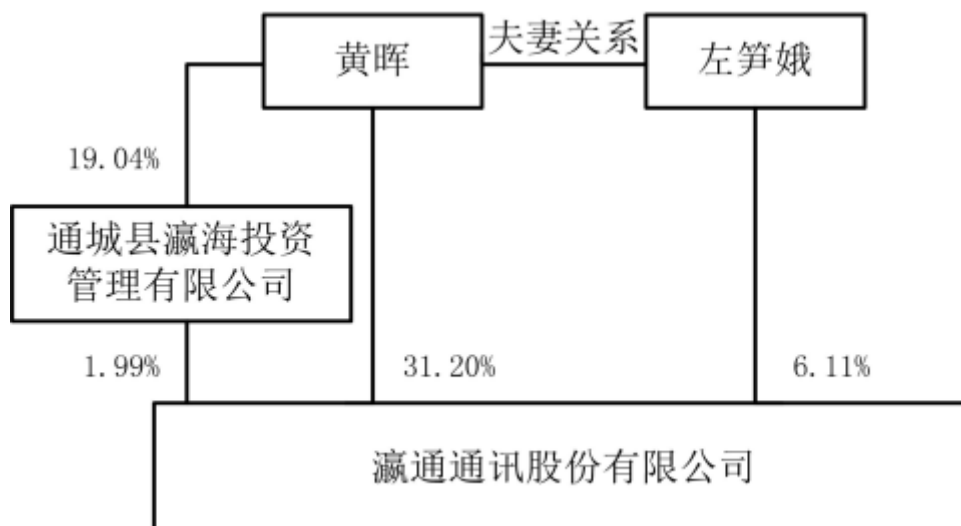 黄晖
夫妻关系
左笋娥
19.04%
通城县瀛海投资
管理有限公司
1.99%
31.20%
6.11%
瀛通通讯股份有限公司